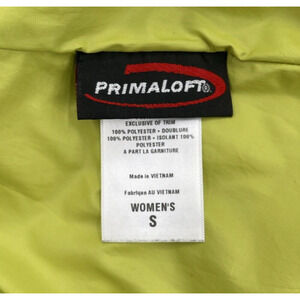 PRIMALOFT®
EXCLUSIVE OF TRIM
100% POLYESTER • DOUBLURE
100% POLYESTER • ISOLANT 100%
POLYESTER
A PART LA GARNITURE
Made in VIETNAM
Fabrique AU VIETNAM
WOMEN'S
S